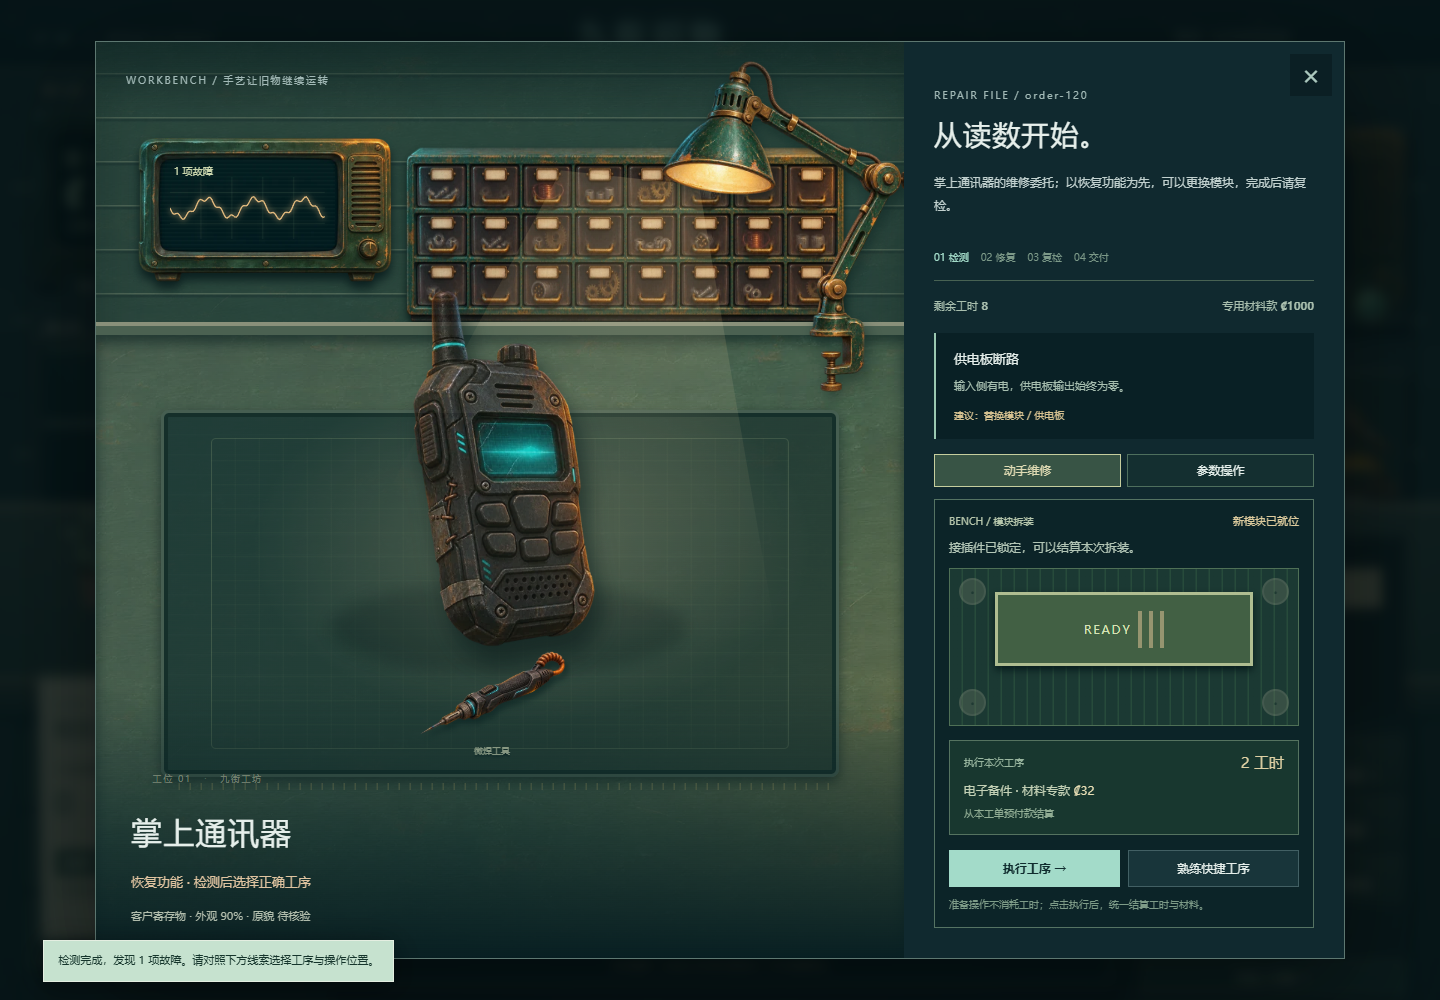 WORKBENCH / 手艺让旧物继续运转
1 项故障
微焊工具
工位 01 · 九街工坊
掌上通讯器
恢复功能 · 检测后选择正确工序
客户寄存物 · 外观 90% · 原貌 待核验
检测完成，发现 1 项故障。请对照下方线索选择工序与操作位置。
×
REPAIR FILE / order-120
从读数开始。
掌上通讯器的维修委托；以恢复功能为先，可以更换模块，完成后请复
检。
01 检测 02 修复 03 复检 04 交付
剩余工时 8 专用材料款 ₡1000
供电板断路
输入侧有电，供电板输出始终为零。
建议：替换模块 / 供电板
动手维修 参数操作
BENCH / 模块拆装 新模块已就位
接插件已锁定，可以结算本次拆装。
READY
执行本次工序 2 工时
电子备件 · 材料专款 ₡32
从本工单预付款结算
执行工序 → 熟练快捷工序
准备操作不消耗工时；点击执行后，统一结算工时与材料。